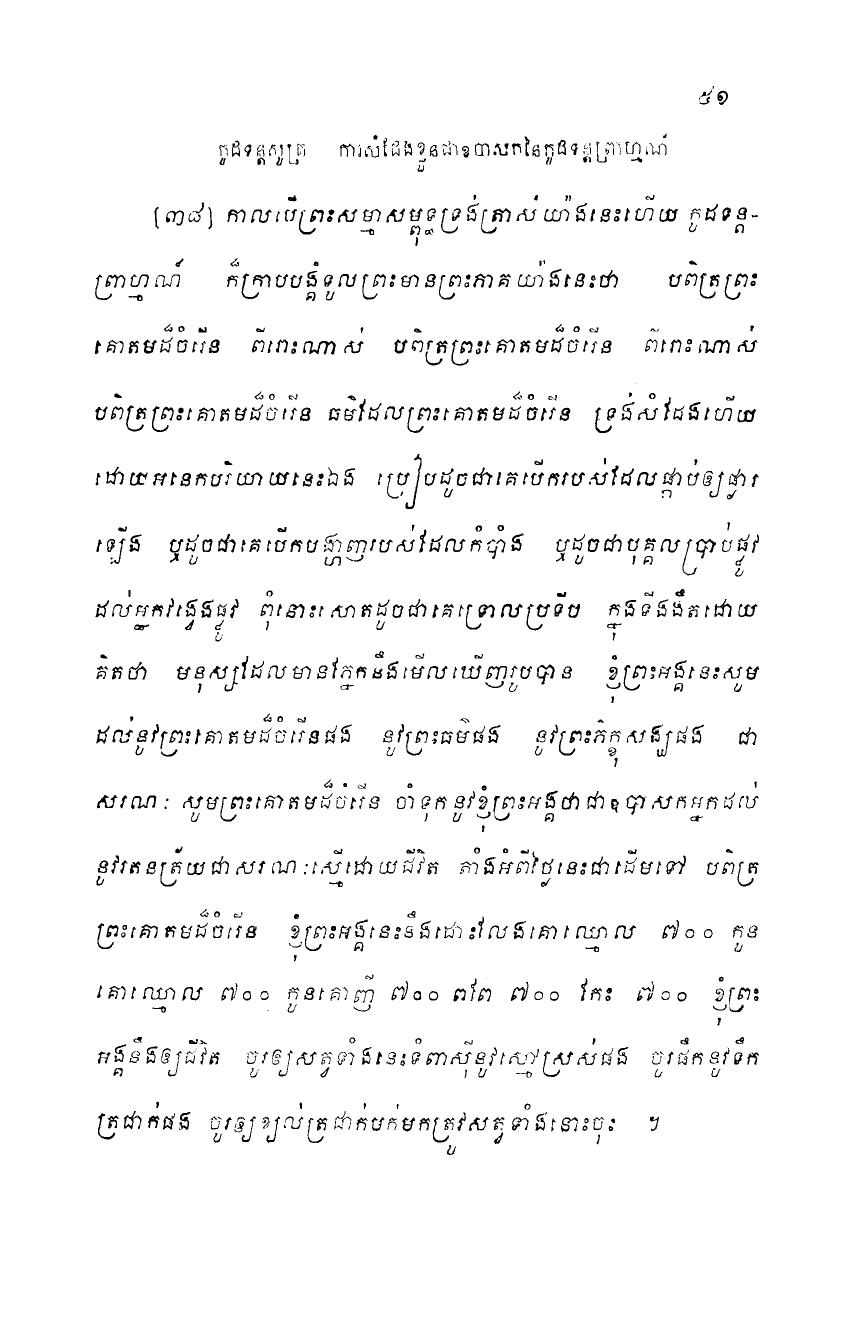 ៥១
កូដទន្តសូត្រ ការសំដែងខ្លួនជាឧបាសកនៃកូដទន្តព្រាហ្មណ៍
[៣៨] កាលបើព្រះសម្មាសម្ពុទ្ធទ្រង់ត្រាស់យ៉ាងនេះហើយ កូដទន្ត-
ព្រាហ្មណ៍ ក៏ក្រាបបង្គំទូលព្រះមានព្រះភាគយ៉ាងនេះថា បពិត្រព្រះ
គោតមដ៏ចំរើន ពីរោះណាស់ បពិត្រព្រះគោតមដ៏ចំរើន ពីរោះណាស់
បពិត្រព្រះគោតមដ៏ចំរើន ធម៌ដែលព្រះគោតមដ៏ចំរើន ទ្រង់សំដែងហើយ
ដោយអនេកបរិយាយនេះឯង ប្រៀបដូចជាគេបើករបស់ដែលផ្កាប់ឲ្យផ្ងារ
ឡើង ឬដូចជាគេបើកបង្ហាញរបស់ដែលកំបាំង ឬដូចជាបុគ្គលប្រាប់ផ្លូវ
ដល់អ្នកវង្វេងផ្លូវ ពុំនោះសោតដូចជាគេទ្រោលប្រទីប ក្នុងទីងងឹតដោយ
គិតថា មនុស្សដែលមានភ្នែកនឹងមើលឃើញរូបបាន ខ្ញុំព្រះអង្គនេះសូម
ដល់នូវព្រះគោតមដ៏ចំរើនផង នូវព្រះធម៌ផង នូវព្រះភិក្ខុសង្ឃផង ជា
សរណៈ សូមព្រះគោតមដ៏ចំរើន ចាំទុកនូវខ្ញុំព្រះអង្គថាជាឧបាសកអ្នកដល់
នូវរតនត្រ័យជាសរណៈស្មើដោយជីវិត តាំងអំពីថ្ងៃនេះជាដើមទៅ បពិត្រ
ព្រះគោតមដ៏ចំរើន ខ្ញុំព្រះអង្គនេះនឹងដោះលែងគោឈ្មោល ៧០០ កូន
គោឈ្មោល ៧០០ កូនគោញី ៧០០ ពពែ ៧០០ កែះ ៧០០ ខ្ញុំព្រះ
អង្គនឹងឲ្យជីវិត ចូរឲ្យសត្វទាំងនេះទំពាស៊ីនូវស្មៅស្រស់ផង ចូរផឹកនូវទឹក
ត្រជាក់ផង ចូរឲ្យខ្យល់ត្រជាក់បក់មកត្រូវសត្វទាំងនោះចុះ ។